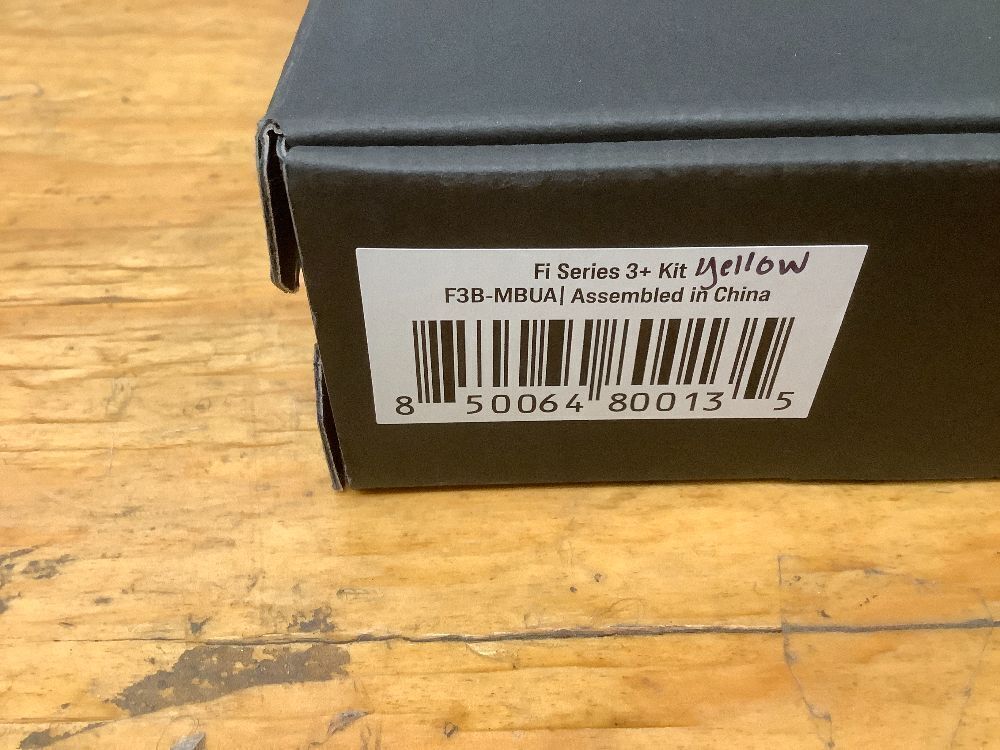 Fi Series 3+ Kit yellow
F3B-MBUA| Assembled in China
8 50064 80013 5